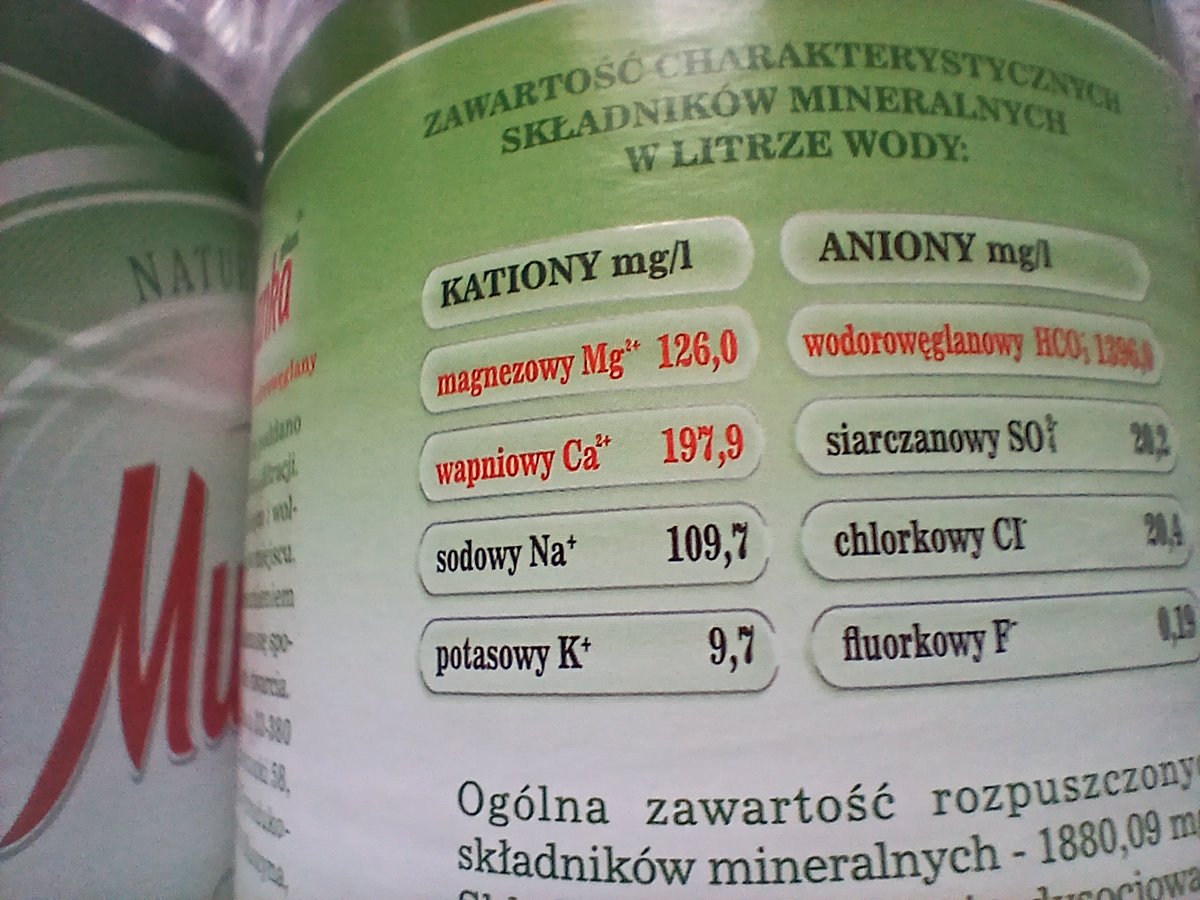 ZAWARTOŚĆ CHARAKTERYSTYCZNYCH
SKŁADNIKÓW MINERALNYCH
W LITRZE WODY:
KATIONY mg/l
magnezowy Mg²⁺ 126,0
wapniowy Ca²⁺ 197,9
sodowy Na⁺ 109,7
potasowy K⁺ 9,7
ANIONY mg/l
wodorowęglanowy HCO₃⁻ 1396,0
siarczanowy SO₄²⁻ 20,2
chlorkowy Cl⁻ 20,4
fluorkowy F⁻ 0,19
Ogólna zawartość rozpuszczony
składników mineralnych - 1880,09 m
NATU
Mu